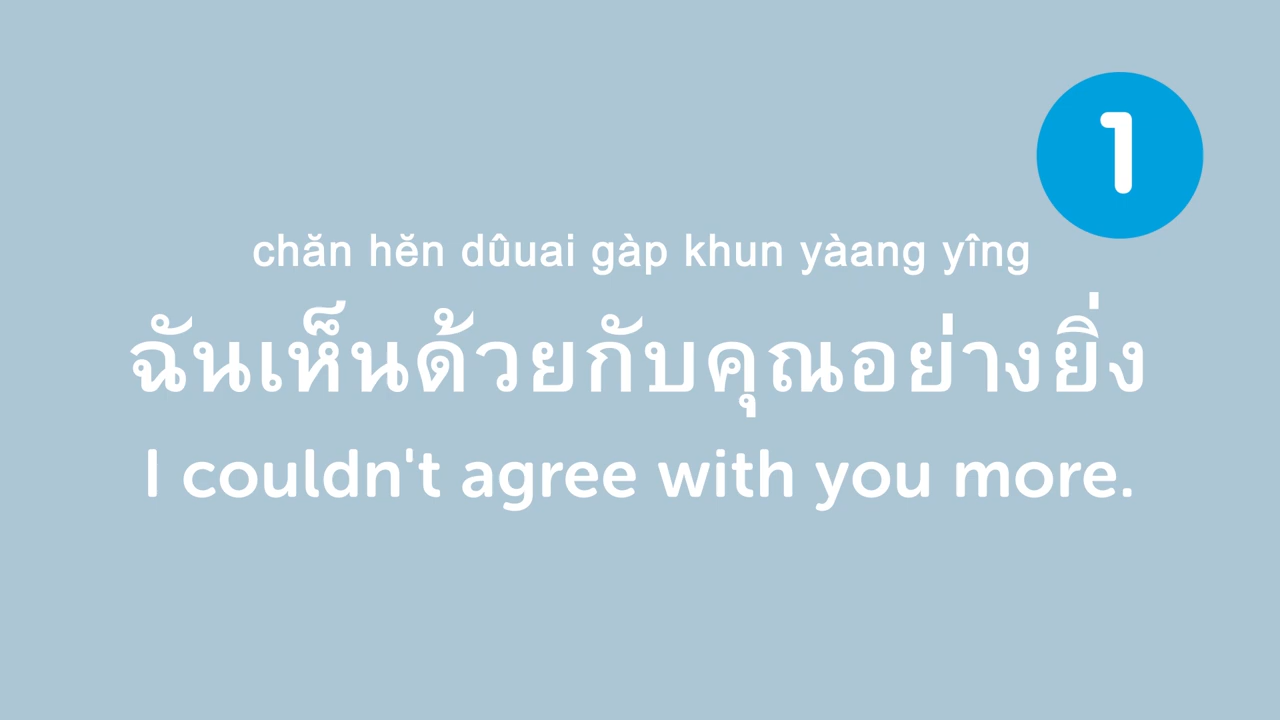 1
chăn hĕn dûuai gàp khun yàang yîng
ฉันเห็นด้วยกับคุณอย่างยิ่ง
I couldn't agree with you more.